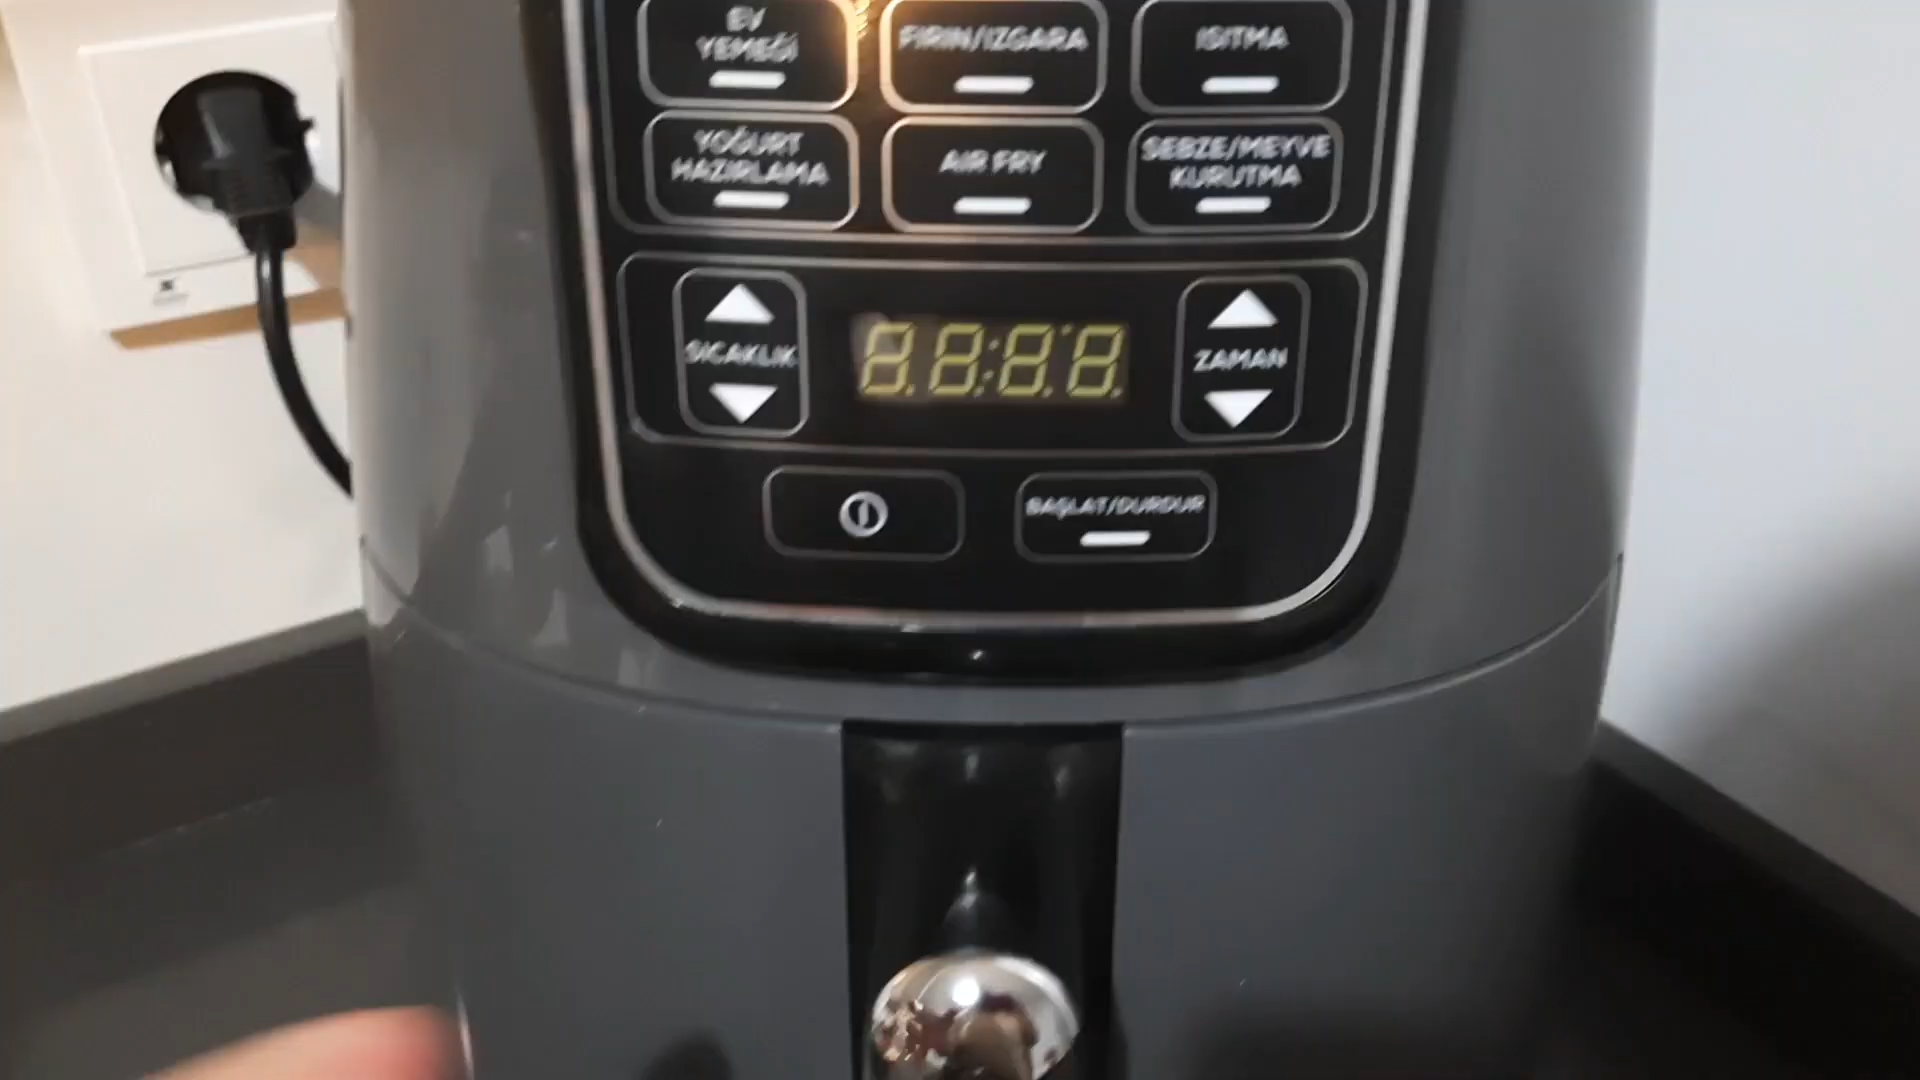 EV
YEMEĞİ
FIRIN/IZGARA
ISITMA
YOĞURT
HAZIRLAMA
AIR FRY
SEBZE/MEYVE
KURUTMA
SICAKLIK
8.8:8.'8.
ZAMAN
BAŞLAT/DURDUR